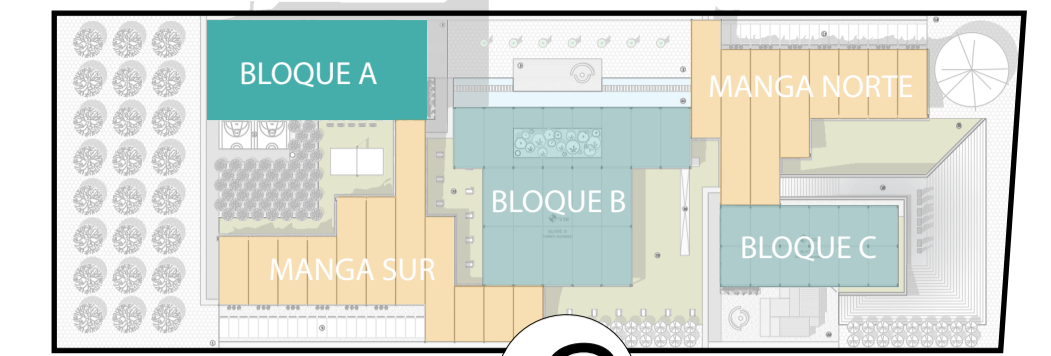 BLOQUE A
MANGA NORTE
BLOQUE B
BLOQUE C
MANGA SUR